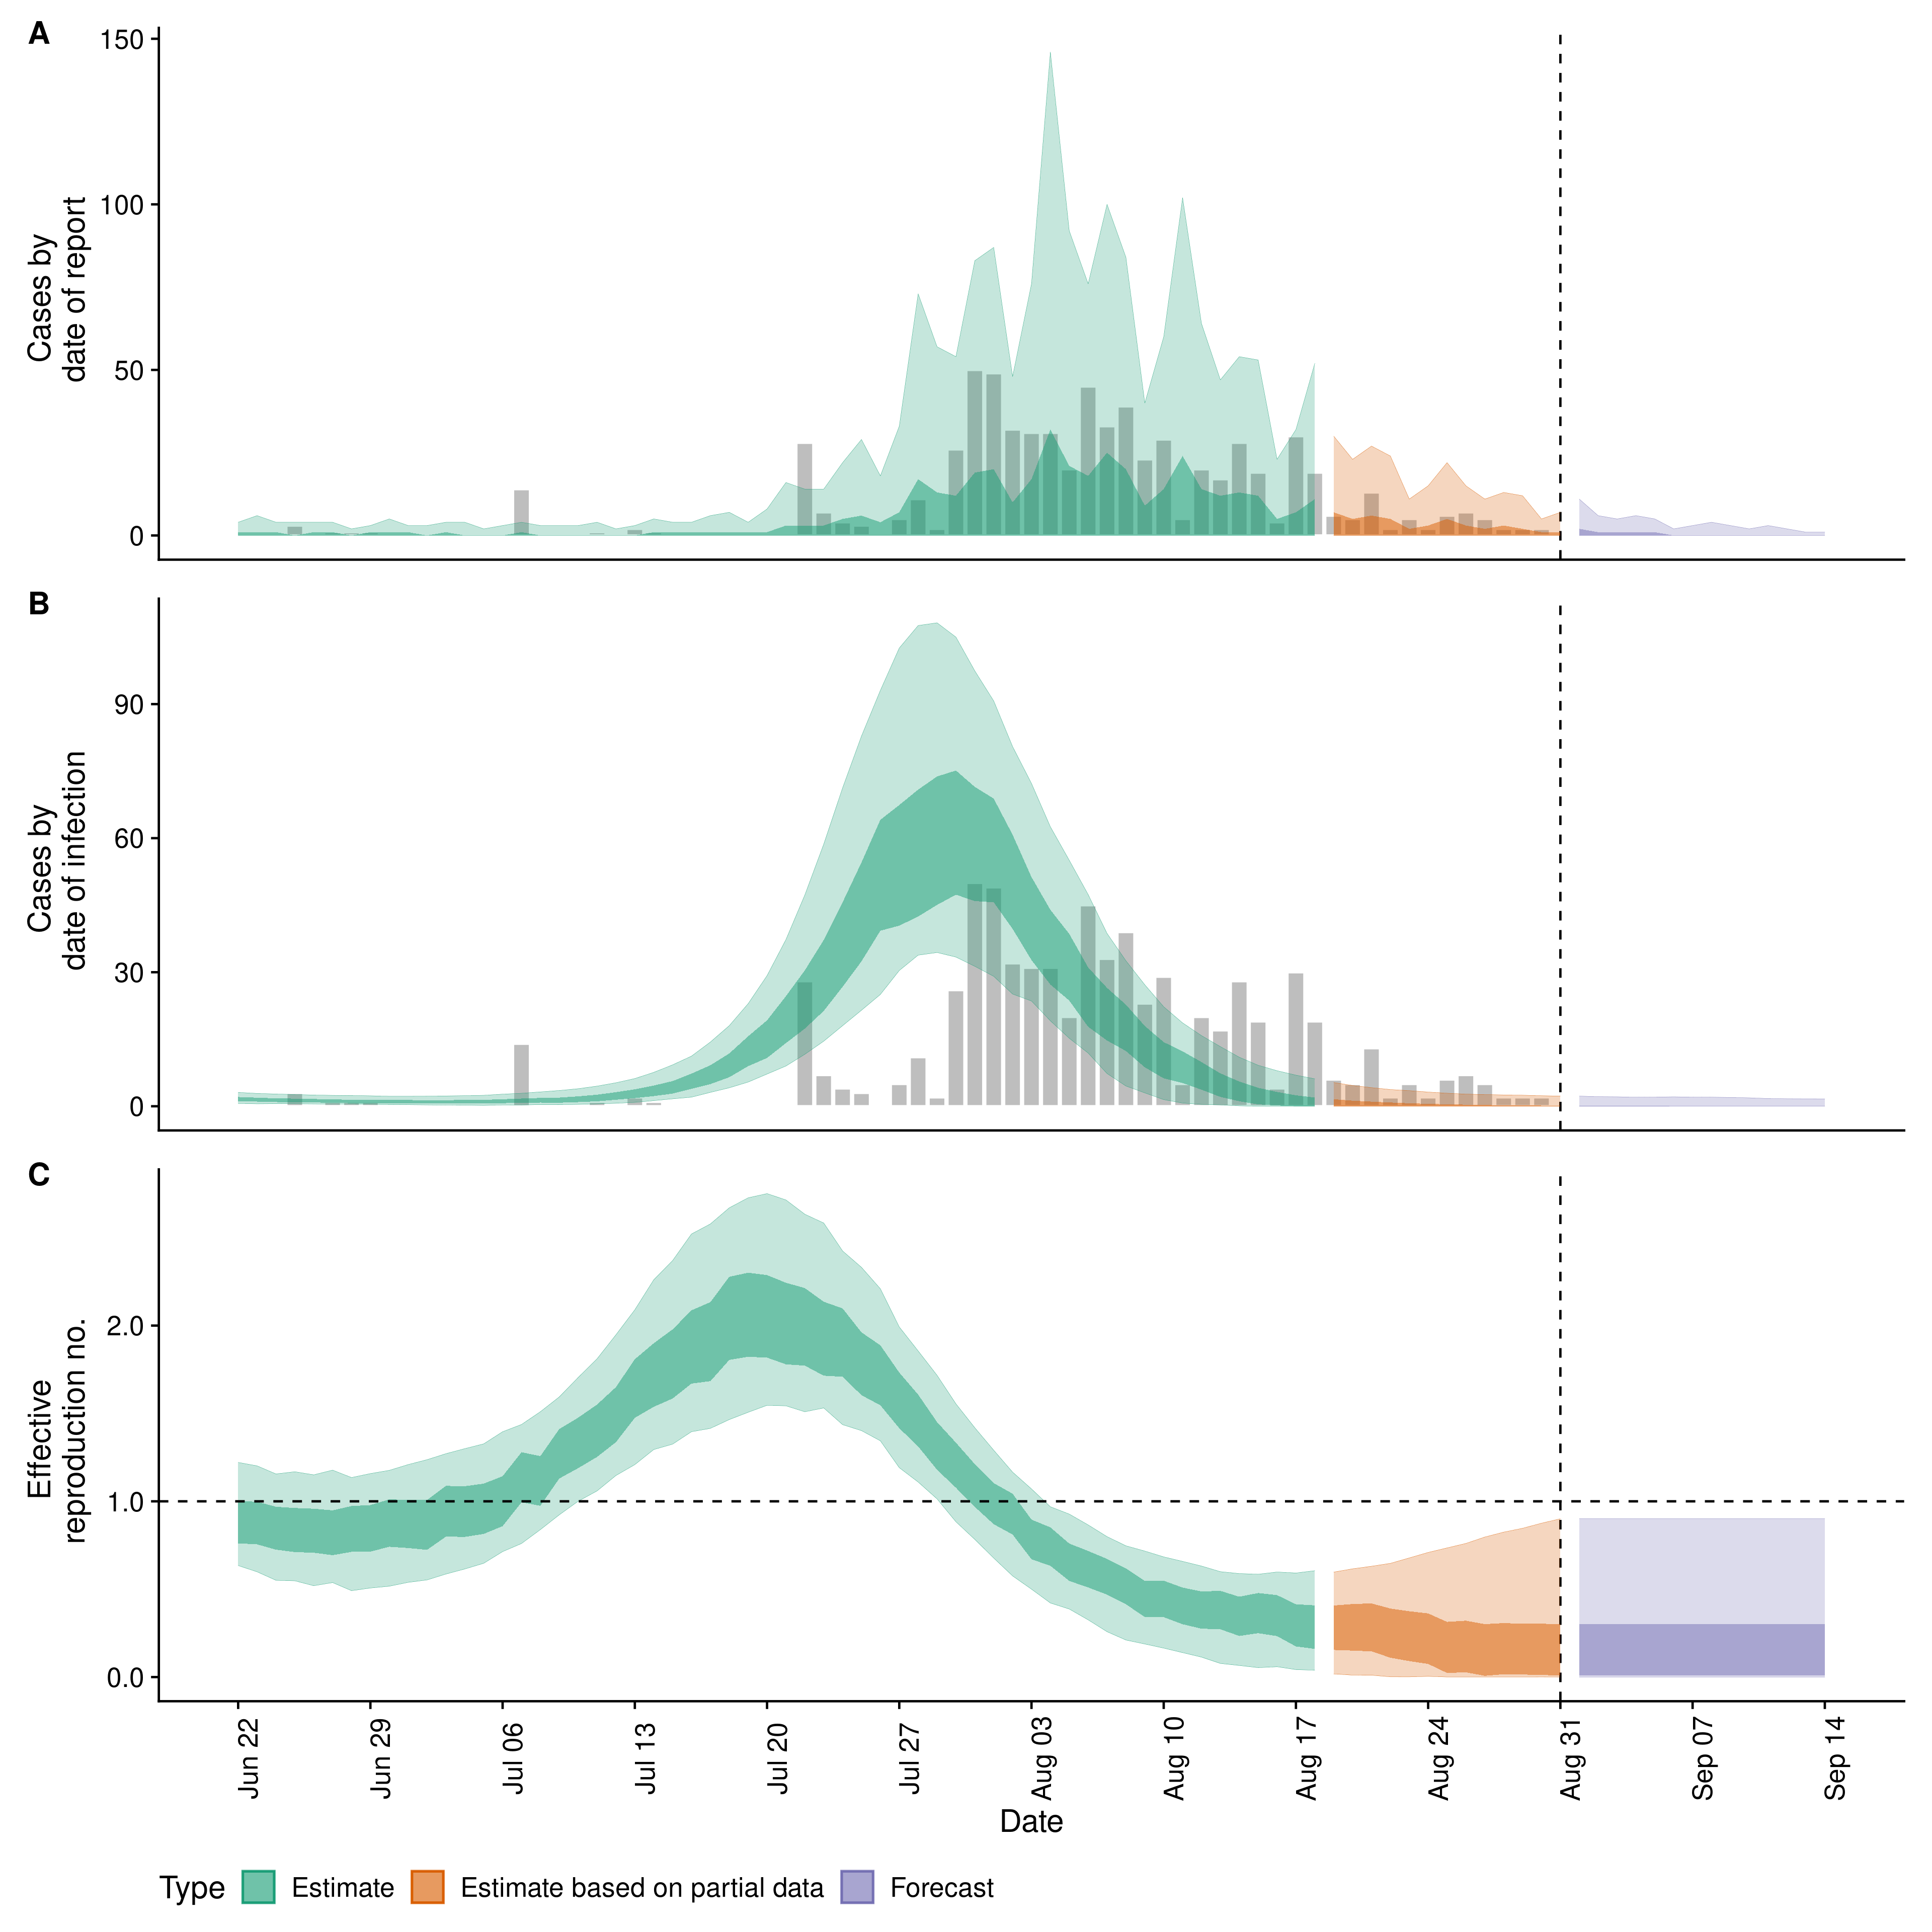 A
150
100
50
0
Cases by
date of report
B
90
60
30
0
Cases by
date of infection
C
2.0
1.0
0.0
Effective
reproduction no.
Jun 22
Jun 29
Jul 06
Jul 13
Jul 20
Jul 27
Aug 03
Aug 10
Aug 17
Aug 24
Aug 31
Sep 07
Sep 14
Date
Type Estimate Estimate based on partial data Forecast